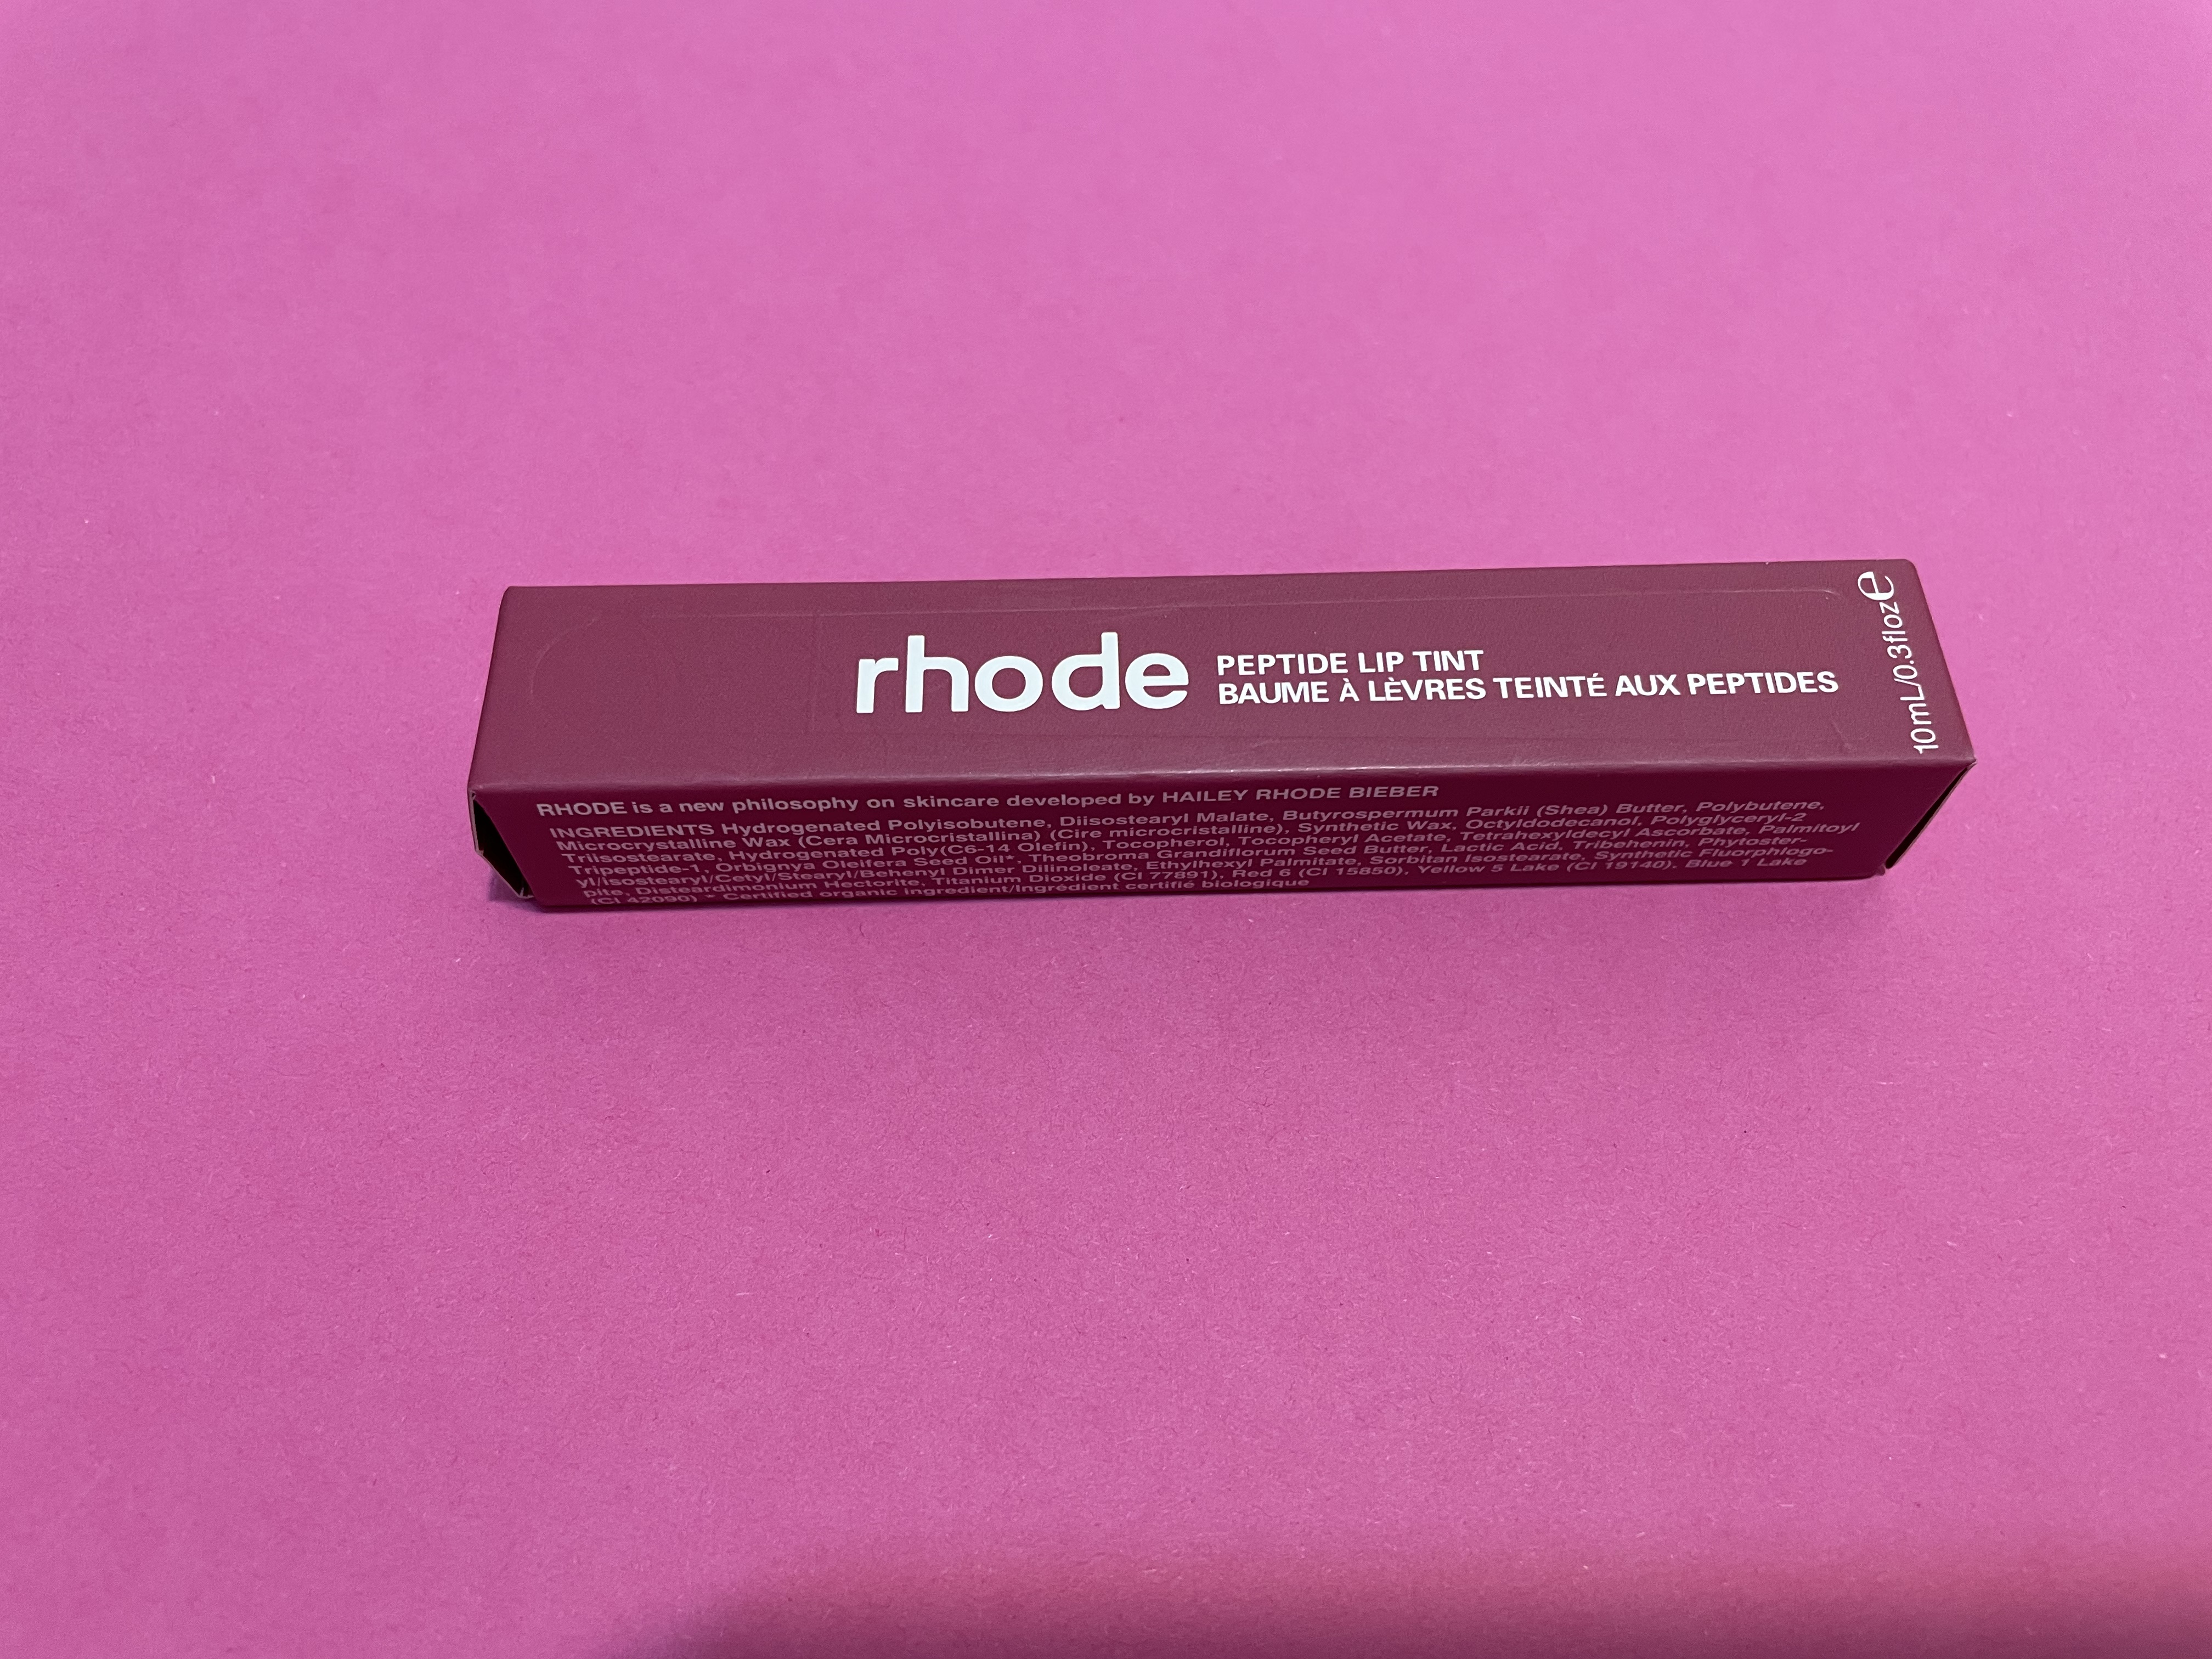 rhode
PEPTIDE LIP TINT
BAUME À LÈVRES TEINTÉ AUX PEPTIDES
10mL/0.3floz℮
RHODE is a new philosophy on skincare developed by HAILEY RHODE BIEBER
INGREDIENTS Hydrogenated Polyisobutene, Diisostearyl Malate, Butyrospermum Parkii (Shea) Butter, Polybutene,
Microcrystalline Wax (Cera Microcristallina) (Cire microcristalline), Synthetic Wax, Octyldodecanol, Polyglyceryl-2
Triisostearate, Hydrogenated Poly(C6-14 Olefin), Tocopherol, Tocopheryl Acetate, Tetrahexyldecyl Ascorbate, Palmitoyl
Tripeptide-1, Orbignya Oleifera Seed Oil*, Theobroma Grandiflorum Seed Butter, Lactic Acid, Tribehenin, Phytoster-
yl/isostearyl/Cetyl/Stearyl/Behenyl Dimer Dilinoleate, Ethylhexyl Palmitate, Sorbitan Isostearate, Synthetic Fluorphlogo-
pite, Disteardimonium Hectorite, Titanium Dioxide (CI 77891), Red 6 (CI 15850), Yellow 5 Lake (CI 19140), Blue 1 Lake
(CI 42090) * Certified organic ingredient/Ingrédient certifié biologique